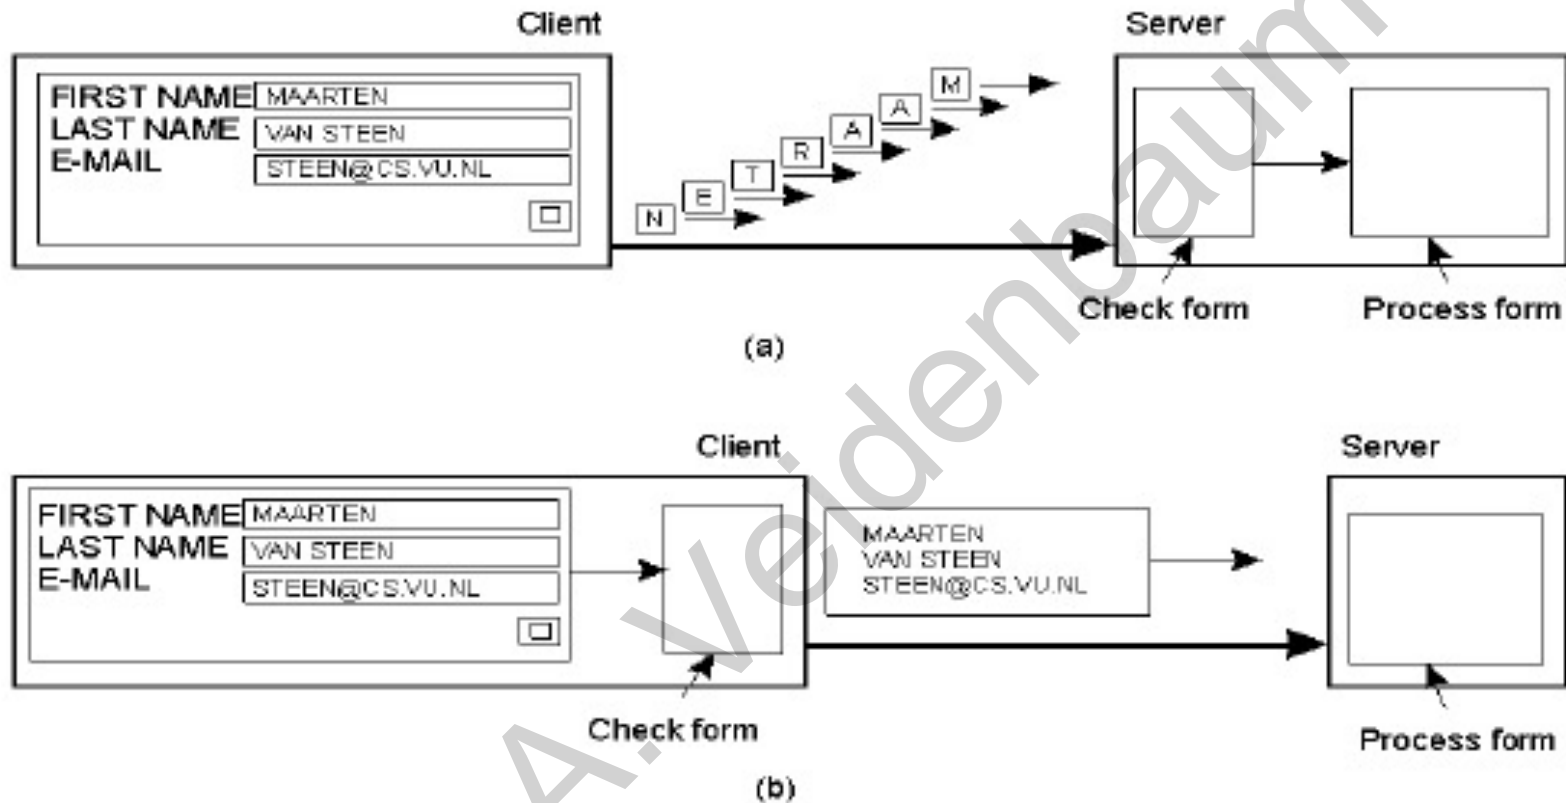 Client
Server
FIRST NAME MAARTEN
LAST NAME VAN STEEN
E-MAIL STEEN@CS.VU.NL
N E T R A A M
Check form
Process form
(a)
Client
Server
FIRST NAME MAARTEN
LAST NAME VAN STEEN
E-MAIL STEEN@CS.VU.NL
MAARTEN
VAN STEEN
STEEN@CS.VU.NL
Check form
Process form
(b)
A. Veidenbaum